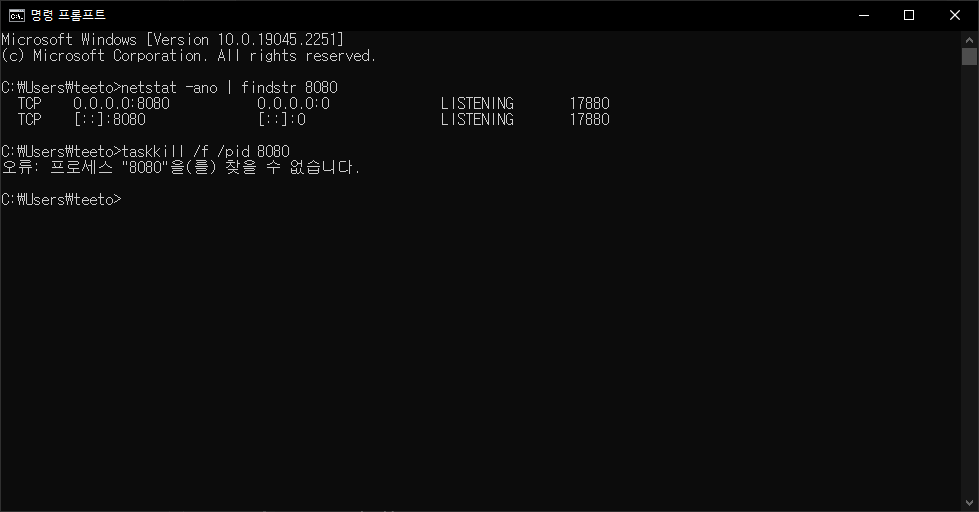 명령 프롬프트
Microsoft Windows [Version 10.0.19045.2251]
(c) Microsoft Corporation. All rights reserved.
C:₩Users₩teeto>netstat -ano | findstr 8080
TCP 0.0.0.0:8080 0.0.0.0:0 LISTENING 17880
TCP [::]:8080 [::]:0 LISTENING 17880
C:₩Users₩teeto>taskkill /f /pid 8080
오류: 프로세스 "8080"을(를) 찾을 수 없습니다.
C:₩Users₩teeto>